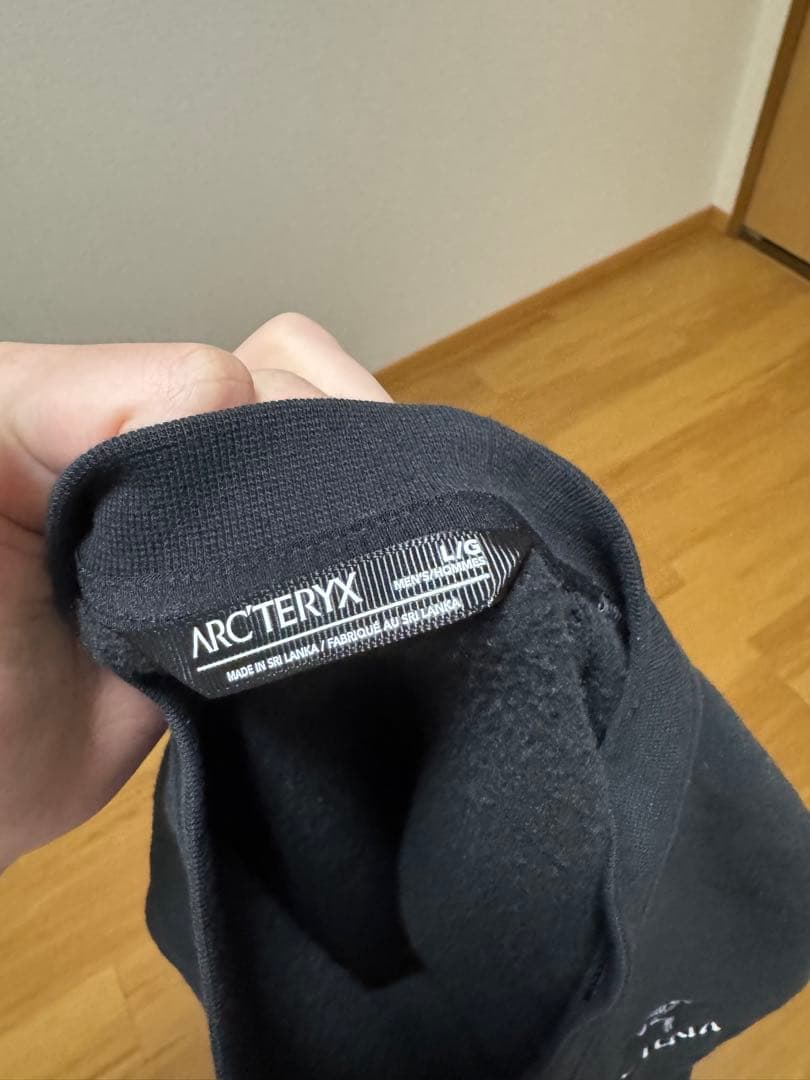 ARC'TERYX
L/G
MEN'S/HOMMES
MADE IN SRI LANKA / FABRIQUÉ AU SRI LANKA